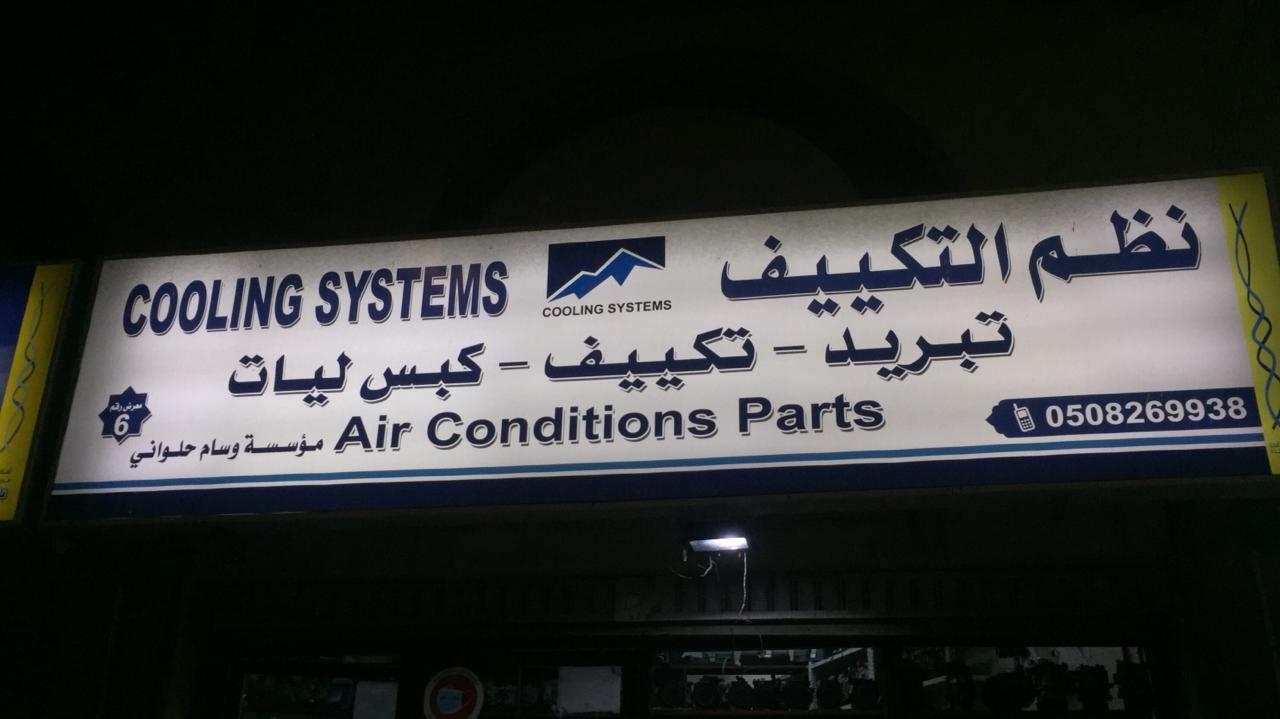 نظم التكييف
COOLING SYSTEMS
COOLING SYSTEMS
تبريد - تكييف - كبس ليات
Air Conditions Parts
مؤسسة وسام حلواني
معرض رقم
6
0508269938